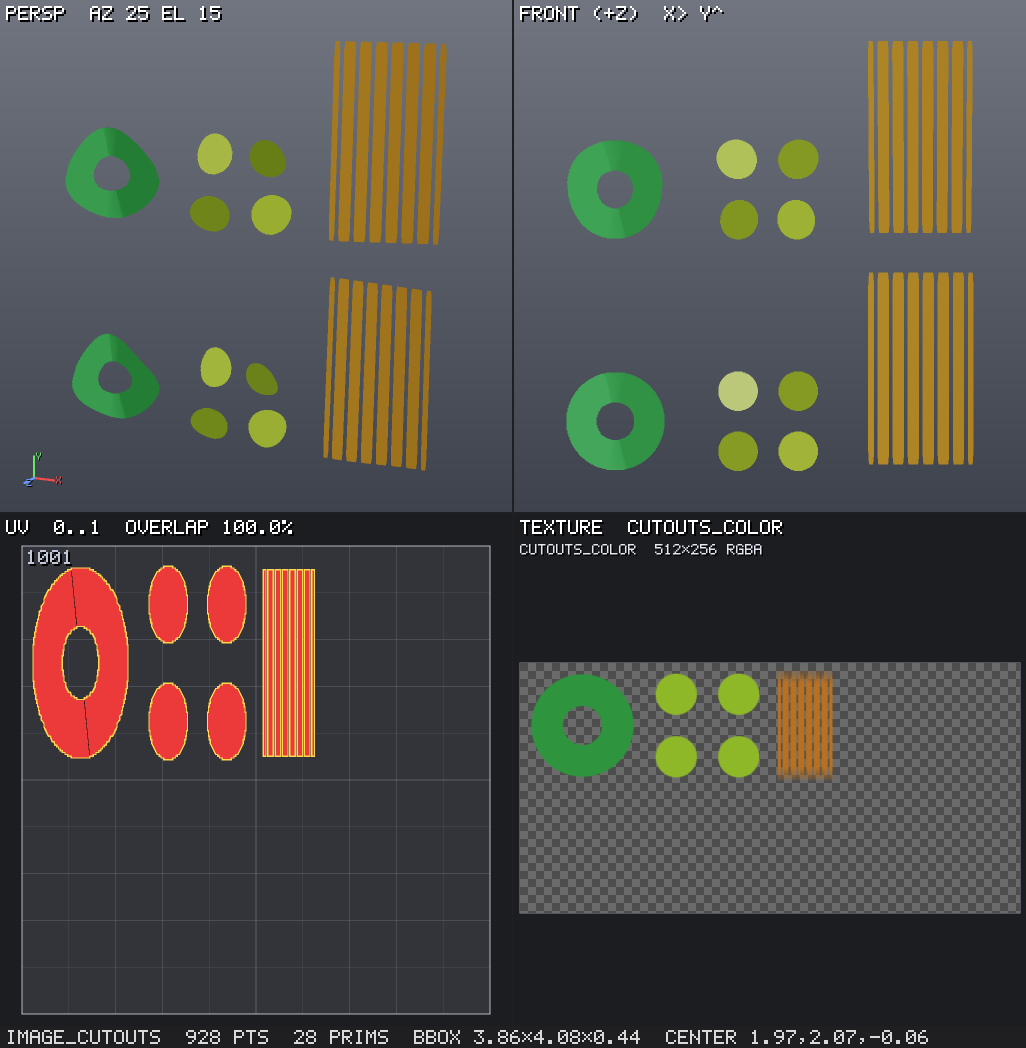 PERSP AZ 25 EL 15
FRONT (+Z) X> Y^
Y
X
Z
UV 0..1 OVERLAP 100.0%
1001
TEXTURE CUTOUTS_COLOR
CUTOUTS_COLOR 512×256 RGBA
IMAGE_CUTOUTS 928 PTS 28 PRIMS BBOX 3.86×4.08×0.44 CENTER 1.97,2.07,-0.06